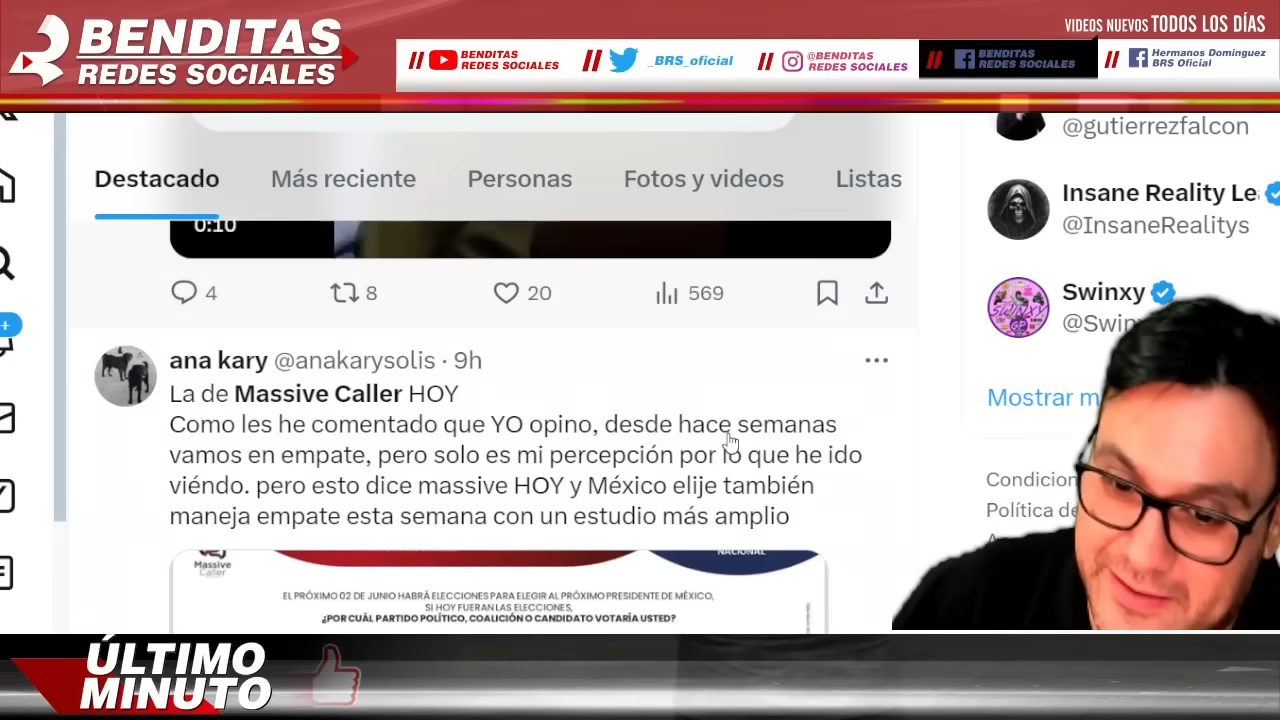 BENDITAS
REDES SOCIALES
VIDEOS NUEVOS TODOS LOS DÍAS
BENDITAS
REDES SOCIALES
_BRS_oficial
@BENDITAS
REDES SOCIALES
BENDITAS
REDES SOCIALES
Hermanos Dominguez
BRS Oficial
@gutierrezfalcon
Destacado
Más reciente
Personas
Fotos y videos
Listas
Insane Reality Le
@InsaneRealitys
0:10
4
8
20
569
Swinxy
@Swin
ana kary @anakarysolis · 9h
La de Massive Caller HOY
Como les he comentado que YO opino, desde hace semanas
vamos en empate, pero solo es mi percepción por lo que he ido
viéndo. pero esto dice massive HOY y México elije también
maneja empate esta semana con un estudio más amplio
Mostrar m
Condicion
Política de
Massive
Caller
NACIONAL
EL PRÓXIMO 02 DE JUNIO HABRÁ ELECCIONES PARA ELEGIR AL PRÓXIMO PRESIDENTE DE MÉXICO,
SI HOY FUERAN LAS ELECCIONES,
¿POR CUÁL PARTIDO POLÍTICO, COALICIÓN O CANDIDATO VOTARÍA USTED?
ÚLTIMO
MINUTO